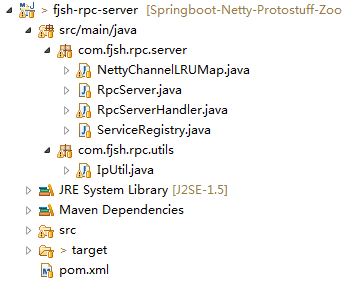 > fjsh-rpc-server [Springboot-Netty-Protostuff-Zoo
src/main/java
com.fjsh.rpc.server
NettyChannelLRUMap.java
RpcServer.java
RpcServerHandler.java
ServiceRegistry.java
com.fjsh.rpc.utils
IpUtil.java
JRE System Library [J2SE-1.5]
Maven Dependencies
src
> target
pom.xml